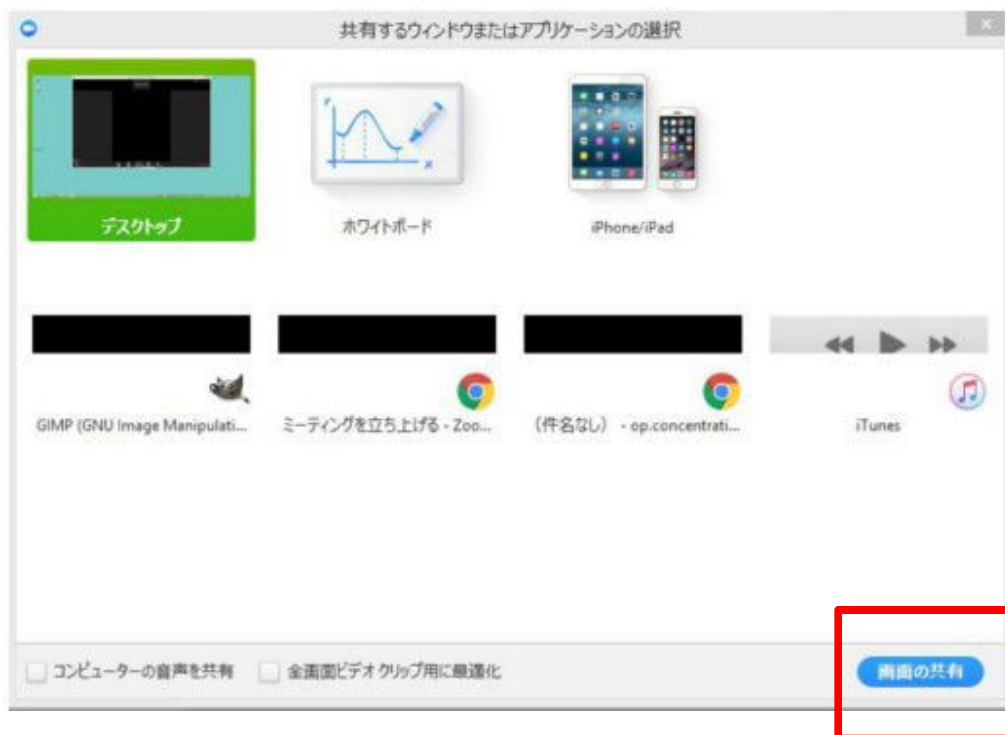 共有するウィンドウまたはアプリケーションの選択
デスクトップ
ホワイトボード
iPhone/iPad
GIMP (GNU Image Manipulati...
ミーティングを立ち上げる - Zoo...
（件名なし） - op.concentrati...
iTunes
コンピューターの音声を共有
全画面ビデオ クリップ用に最適化
画面の共有